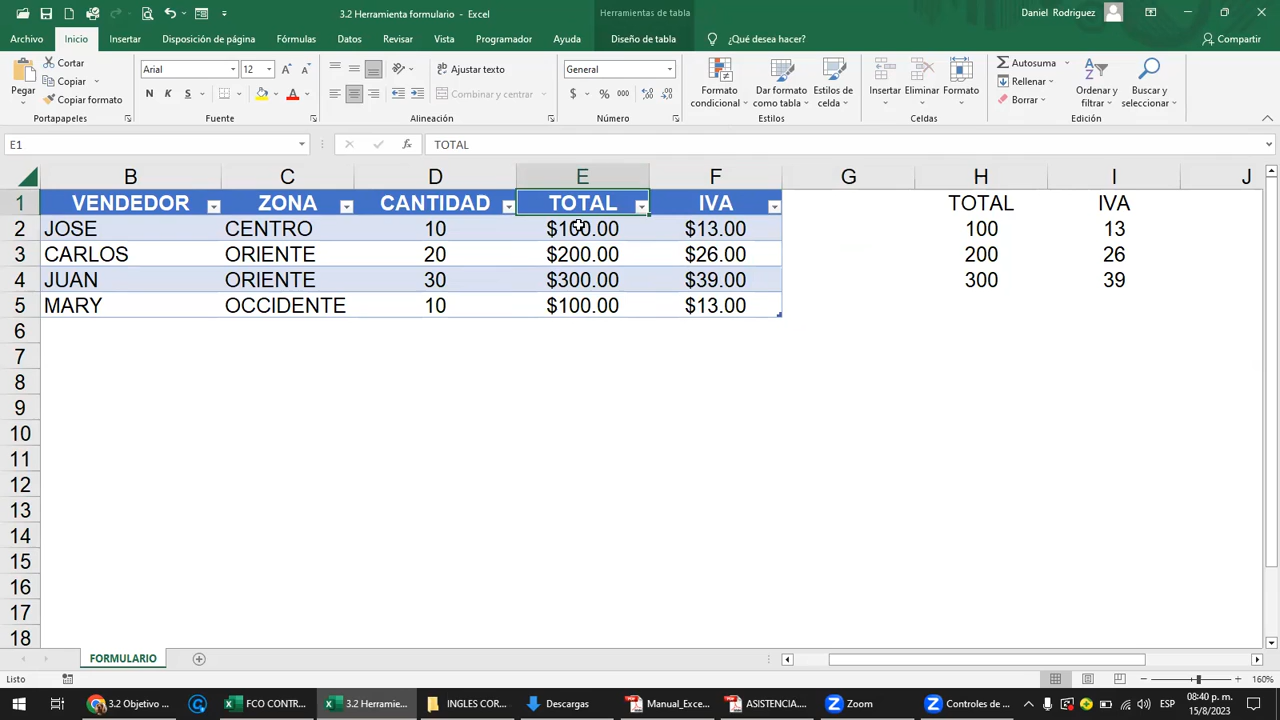 3.2 Herramienta formulario - Excel
Herramientas de tabla
Daniel Rodriguez
Archivo Inicio Insertar Disposición de página Fórmulas Datos Revisar Vista Programador Ayuda Diseño de tabla ¿Qué desea hacer? Compartir
Pegar
Cortar
Copiar
Copiar formato
Portapapeles
Arial 12
N K S
Fuente
Ajustar texto
Combinar y centrar
Alineación
General
$ % 000
Número
Formato condicional
Dar formato como tabla
Estilos de celda
Estilos
Insertar Eliminar Formato
Celdas
Autosuma
Rellenar
Borrar
Ordenar y filtrar
Buscar y seleccionar
Edición
E1 fx TOTAL
B C D E F G H I J
1 VENDEDOR ZONA CANTIDAD TOTAL IVA TOTAL IVA
2 JOSE CENTRO 10 $100.00 $13.00 100 13
3 CARLOS ORIENTE 20 $200.00 $26.00 200 26
4 JUAN ORIENTE 30 $300.00 $39.00 300 39
5 MARY OCCIDENTE 10 $100.00 $13.00
6
7
8
9
10
11
12
13
14
15
16
17
18
FORMULARIO
Listo 160%
3.2 Objetivo ... FCO CONTR... 3.2 Herramie... INGLES COR... Descargas Manual_Exce... ASISTENCIA.... Zoom Controles de ... ESP 08:40 p. m.
15/8/2023